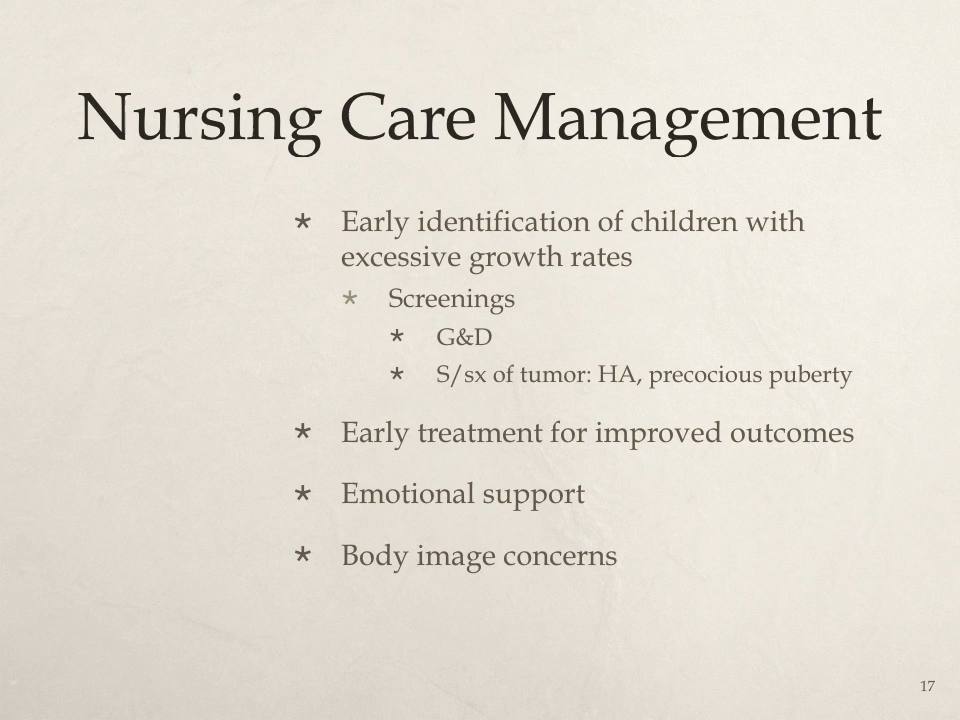 Nursing Care Management
* Early identification of children with
excessive growth rates
* Screenings
* G&D
* S/sx of tumor: HA, precocious puberty
* Early treatment for improved outcomes
* Emotional support
* Body image concerns
17